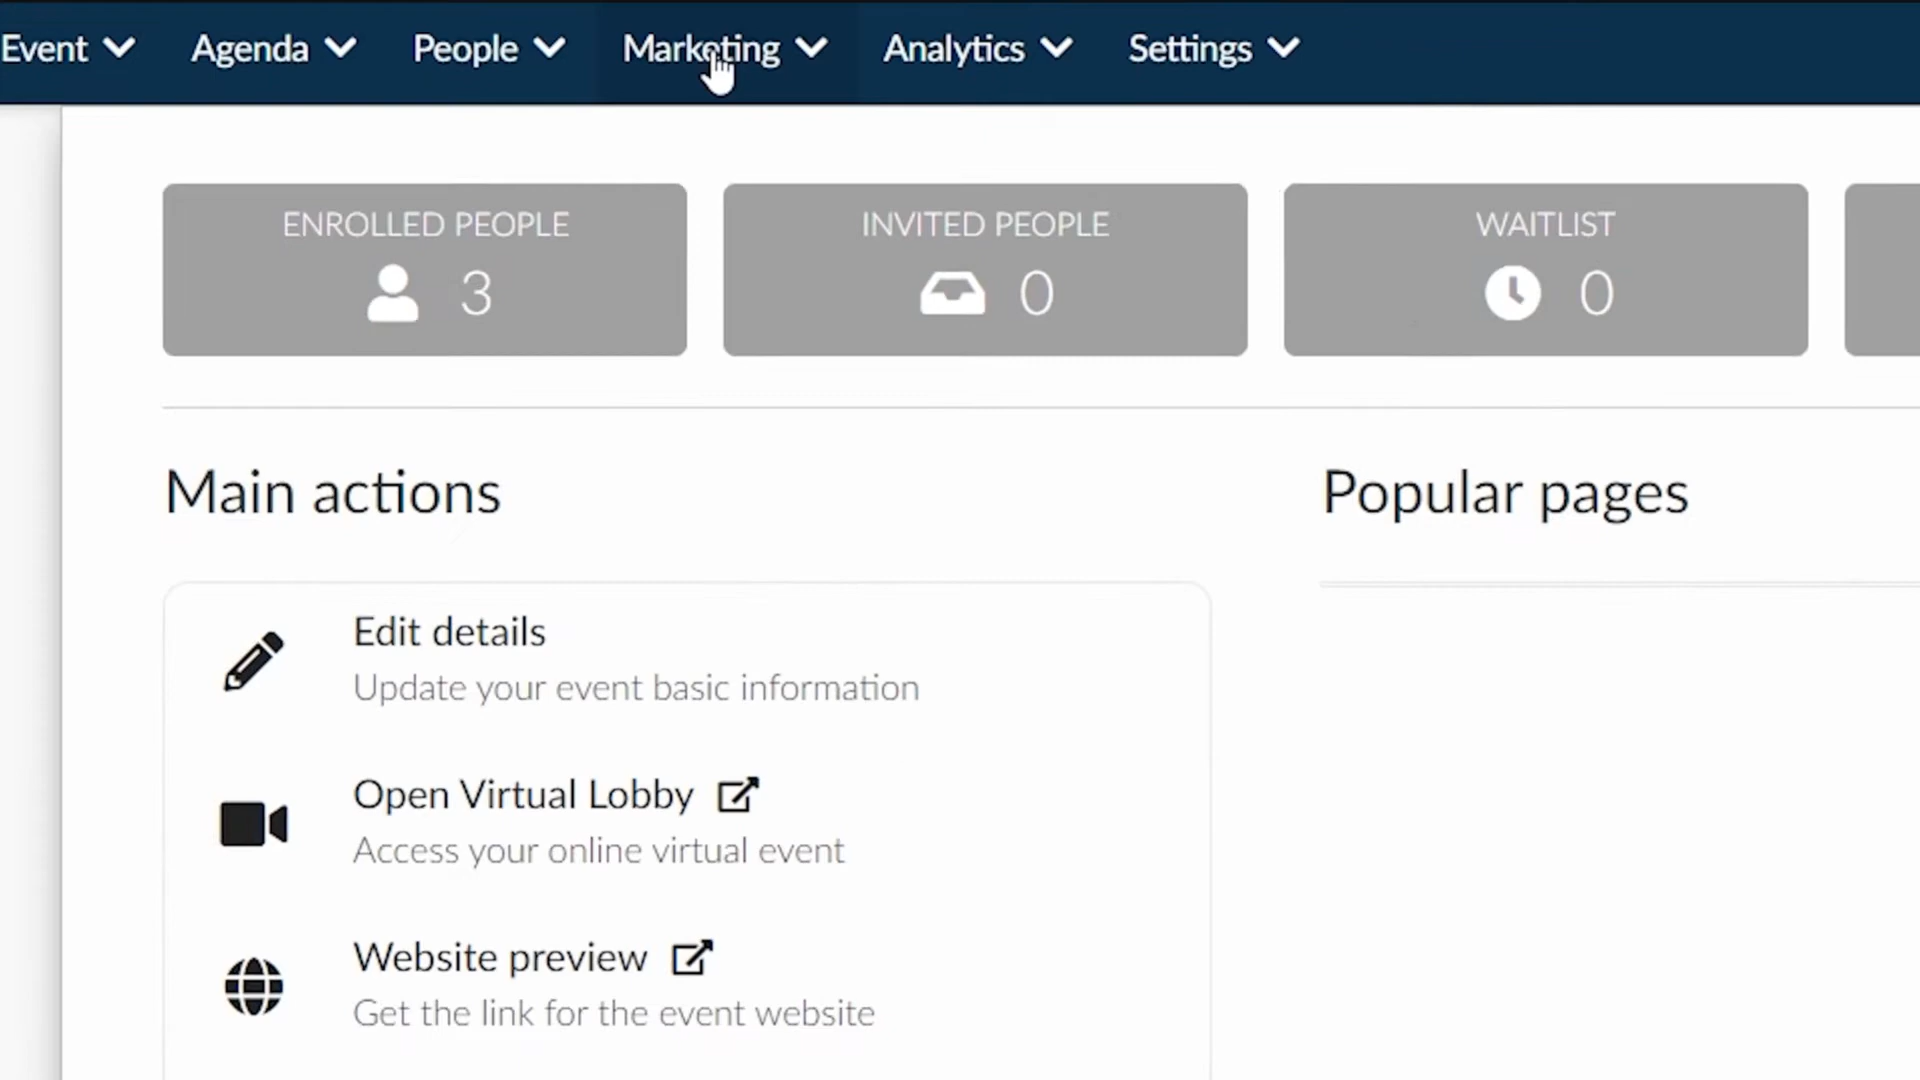 Event
Agenda
People
Marketing
Analytics
Settings
ENROLLED PEOPLE
3
INVITED PEOPLE
0
WAITLIST
0
Main actions
Popular pages
Edit details
Update your event basic information
Open Virtual Lobby
Access your online virtual event
Website preview
Get the link for the event website